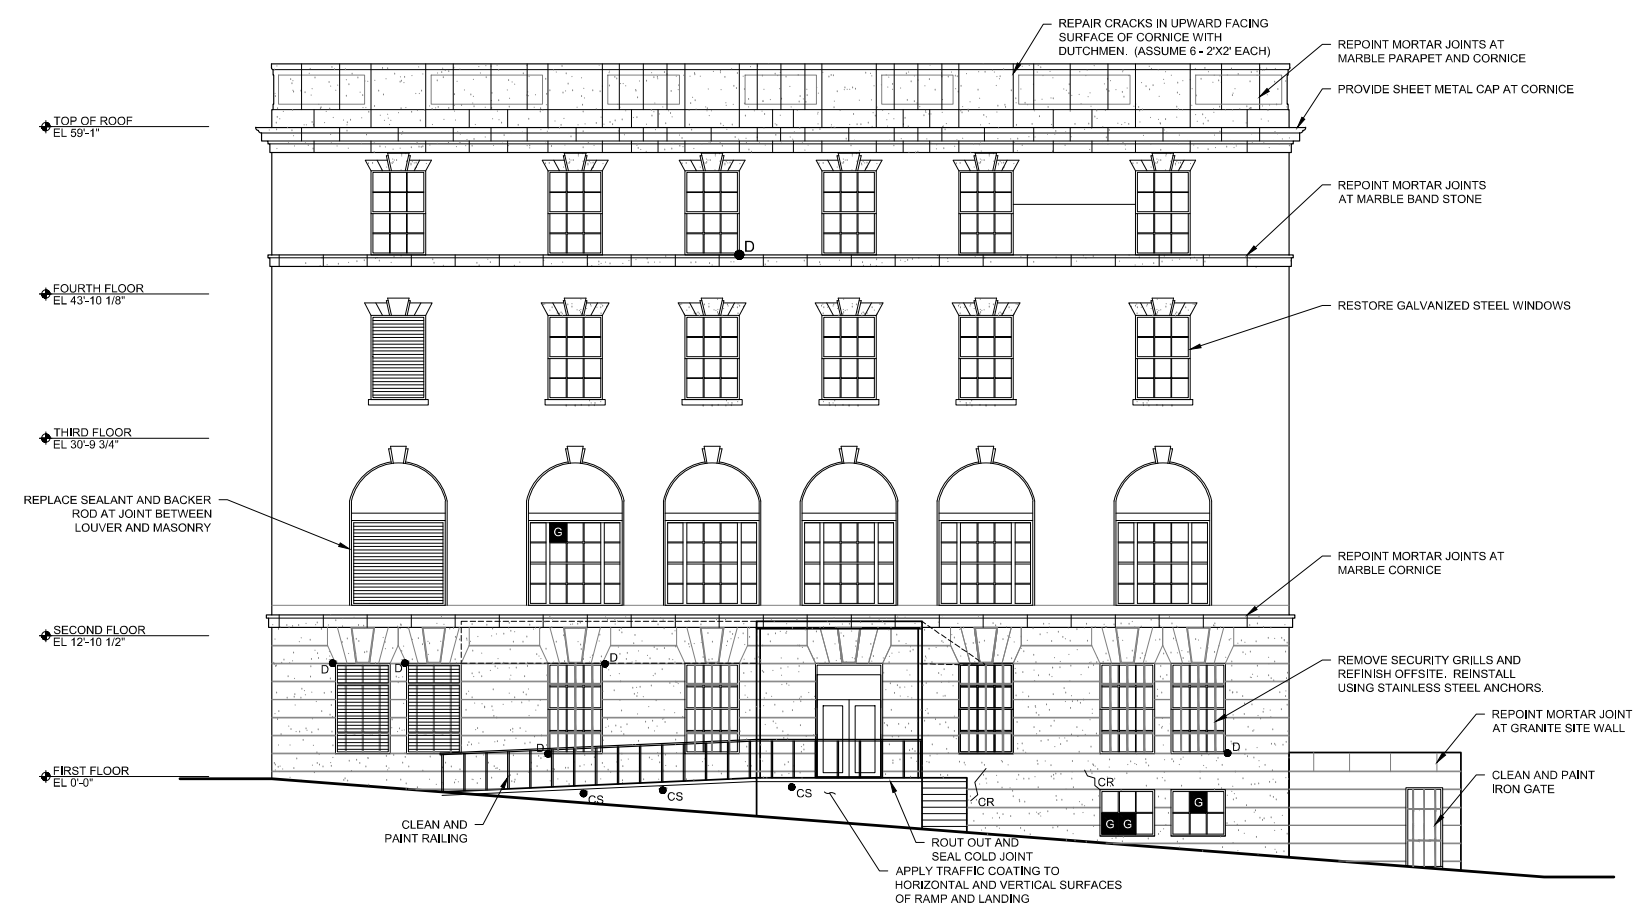 REPAIR CRACKS IN UPWARD FACING
SURFACE OF CORNICE WITH
DUTCHMEN. (ASSUME 6 - 2'X2' EACH)
REPOINT MORTAR JOINTS AT
MARBLE PARAPET AND CORNICE
PROVIDE SHEET METAL CAP AT CORNICE
TOP OF ROOF
EL 59'-1"
REPOINT MORTAR JOINTS
AT MARBLE BAND STONE
D
FOURTH FLOOR
EL 43'-10 1/8"
RESTORE GALVANIZED STEEL WINDOWS
THIRD FLOOR
EL 30'-9 3/4"
REPLACE SEALANT AND BACKER
ROD AT JOINT BETWEEN
LOUVER AND MASONRY
G
REPOINT MORTAR JOINTS AT
MARBLE CORNICE
SECOND FLOOR
EL 12'-10 1/2"
D
D
D
REMOVE SECURITY GRILLS AND
REFINISH OFFSITE. REINSTALL
USING STAINLESS STEEL ANCHORS.
REPOINT MORTAR JOINT
AT GRANITE SITE WALL
D
D
FIRST FLOOR
EL 0'-0"
CLEAN AND PAINT
IRON GATE
CS
CS
CS
CR
CR
G
G
G
CLEAN AND
PAINT RAILING
ROUT OUT AND
SEAL COLD JOINT
APPLY TRAFFIC COATING TO
HORIZONTAL AND VERTICAL SURFACES
OF RAMP AND LANDING